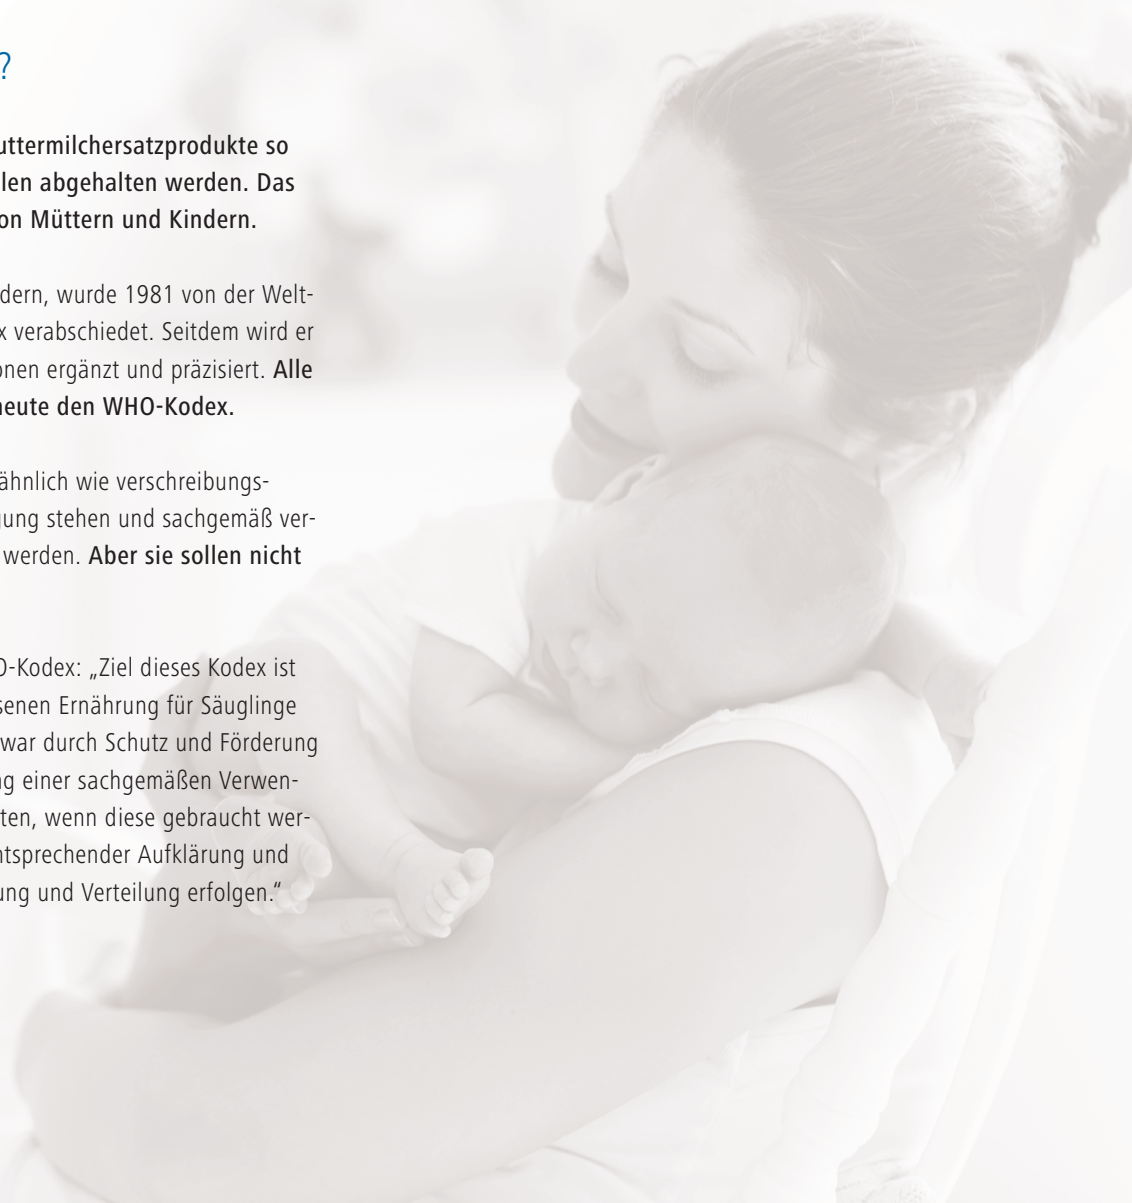 ?
uttermilchersatzprodukte so
len abgehalten werden. Das
on Müttern und Kindern.
dern, wurde 1981 von der Welt-
x verabschiedet. Seitdem wird er
onen ergänzt und präzisiert. Alle
heute den WHO-Kodex.
ähnlich wie verschreibungs-
gung stehen und sachgemäß ver-
werden. Aber sie sollen nicht
O-Kodex: „Ziel dieses Kodex ist
senen Ernährung für Säuglinge
war durch Schutz und Förderung
ng einer sachgemäßen Verwen-
ten, wenn diese gebraucht wer-
ntsprechender Aufklärung und
ung und Verteilung erfolgen.“